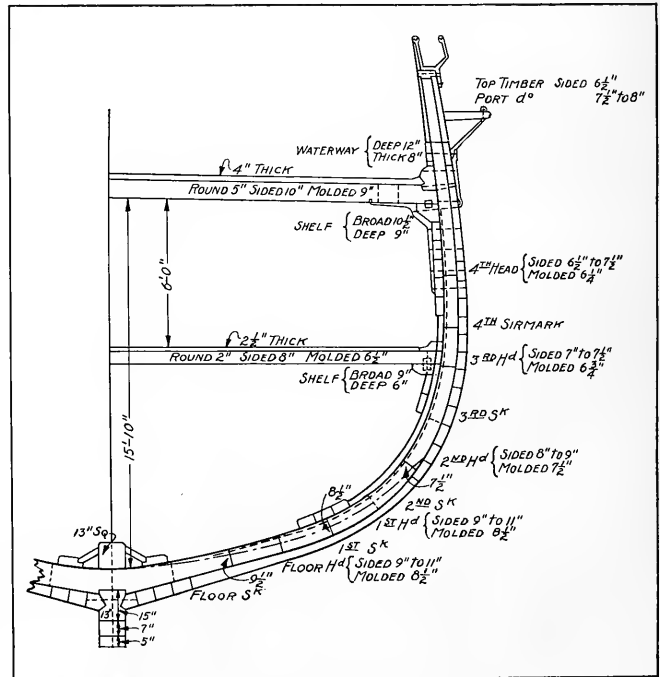 TOP TIMBER SIDED 6½"
PORT dº 7½" to 8"
WATERWAY { DEEP 12"
THICK 8"
4" THICK
ROUND 5" SIDED 10" MOLDED 9"
SHELF { BROAD 10½"
DEEP 9"
6'-0"
4TH HEAD { SIDED 6½" to 7½"
MOLDED 6¼"
4TH SIRMARK
2½" THICK
ROUND 2" SIDED 8" MOLDED 6½"
3RD Hd { SIDED 7" to 7½"
MOLDED 6¾"
SHELF { BROAD 9"
DEEP 6"
15'-10"
3RD SK
2ND Hd { SIDED 8" to 9"
MOLDED 7½"
7½"
8½"
2ND SK
1ST Hd { SIDED 9" to 11"
MOLDED 8½"
13" SQ
1ST SK
FLOOR Hd { SIDED 9" to 11"
MOLDED 8½"
9½"
FLOOR SK
13"
15"
7"
5"